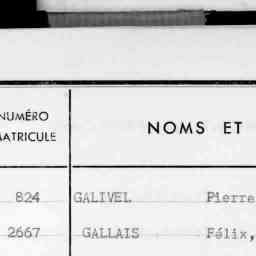 NUMÉRO
MATRICULE
NOMS ET
824 GALIVEL Pierre
2667 GALLAIS Félix,